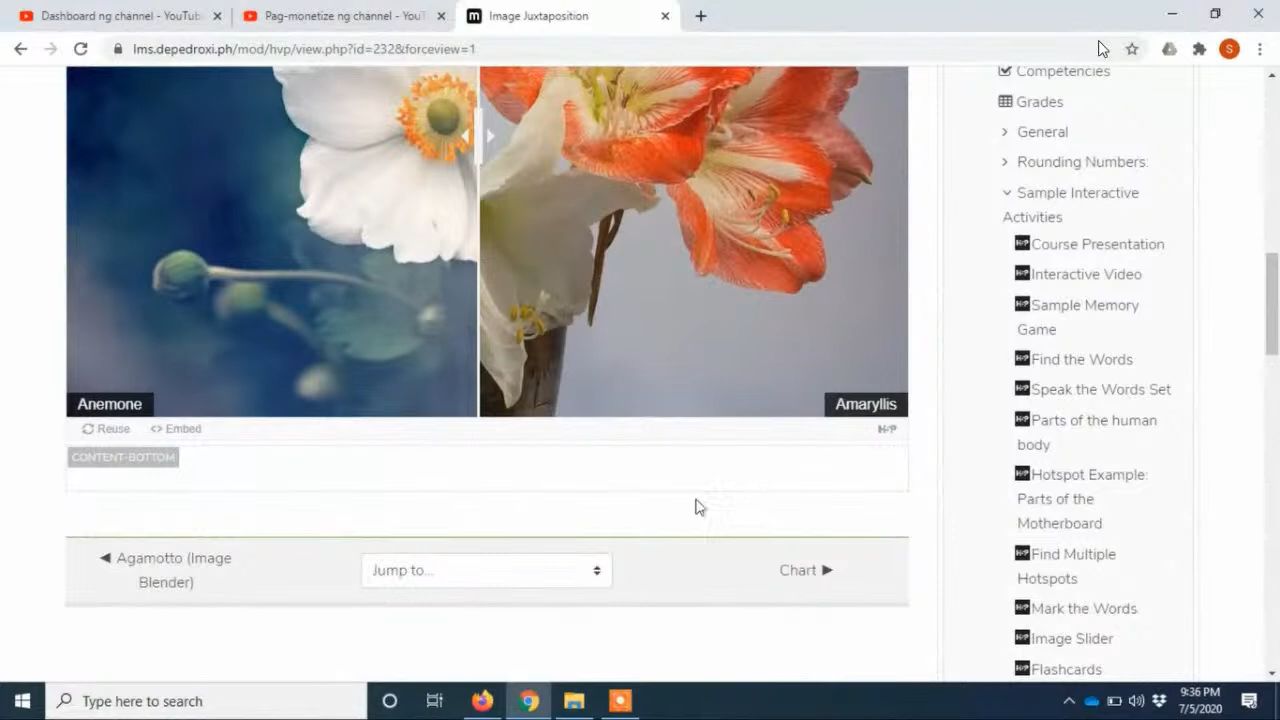 Dashboard ng channel - YouTub
Pag-monetize ng channel - YouT
Image Juxtaposition
lms.depedroxi.ph/mod/hvp/view.php?id=232&forceview=1
S
Competencies
Grades
General
Rounding Numbers:
Sample Interactive
Activities
H-P Course Presentation
H-P Interactive Video
H-P Sample Memory
Game
H-P Find the Words
H-P Speak the Words Set
H-P Parts of the human
body
H-P Hotspot Example:
Parts of the
Motherboard
H-P Find Multiple
Hotspots
H-P Mark the Words
H-P Image Slider
H-P Flashcards
Anemone
Amaryllis
Reuse
<> Embed
H-P
CONTENT-BOTTOM
◄ Agamotto (Image
Blender)
Jump to...
Chart ►
Type here to search
9:36 PM
7/5/2020